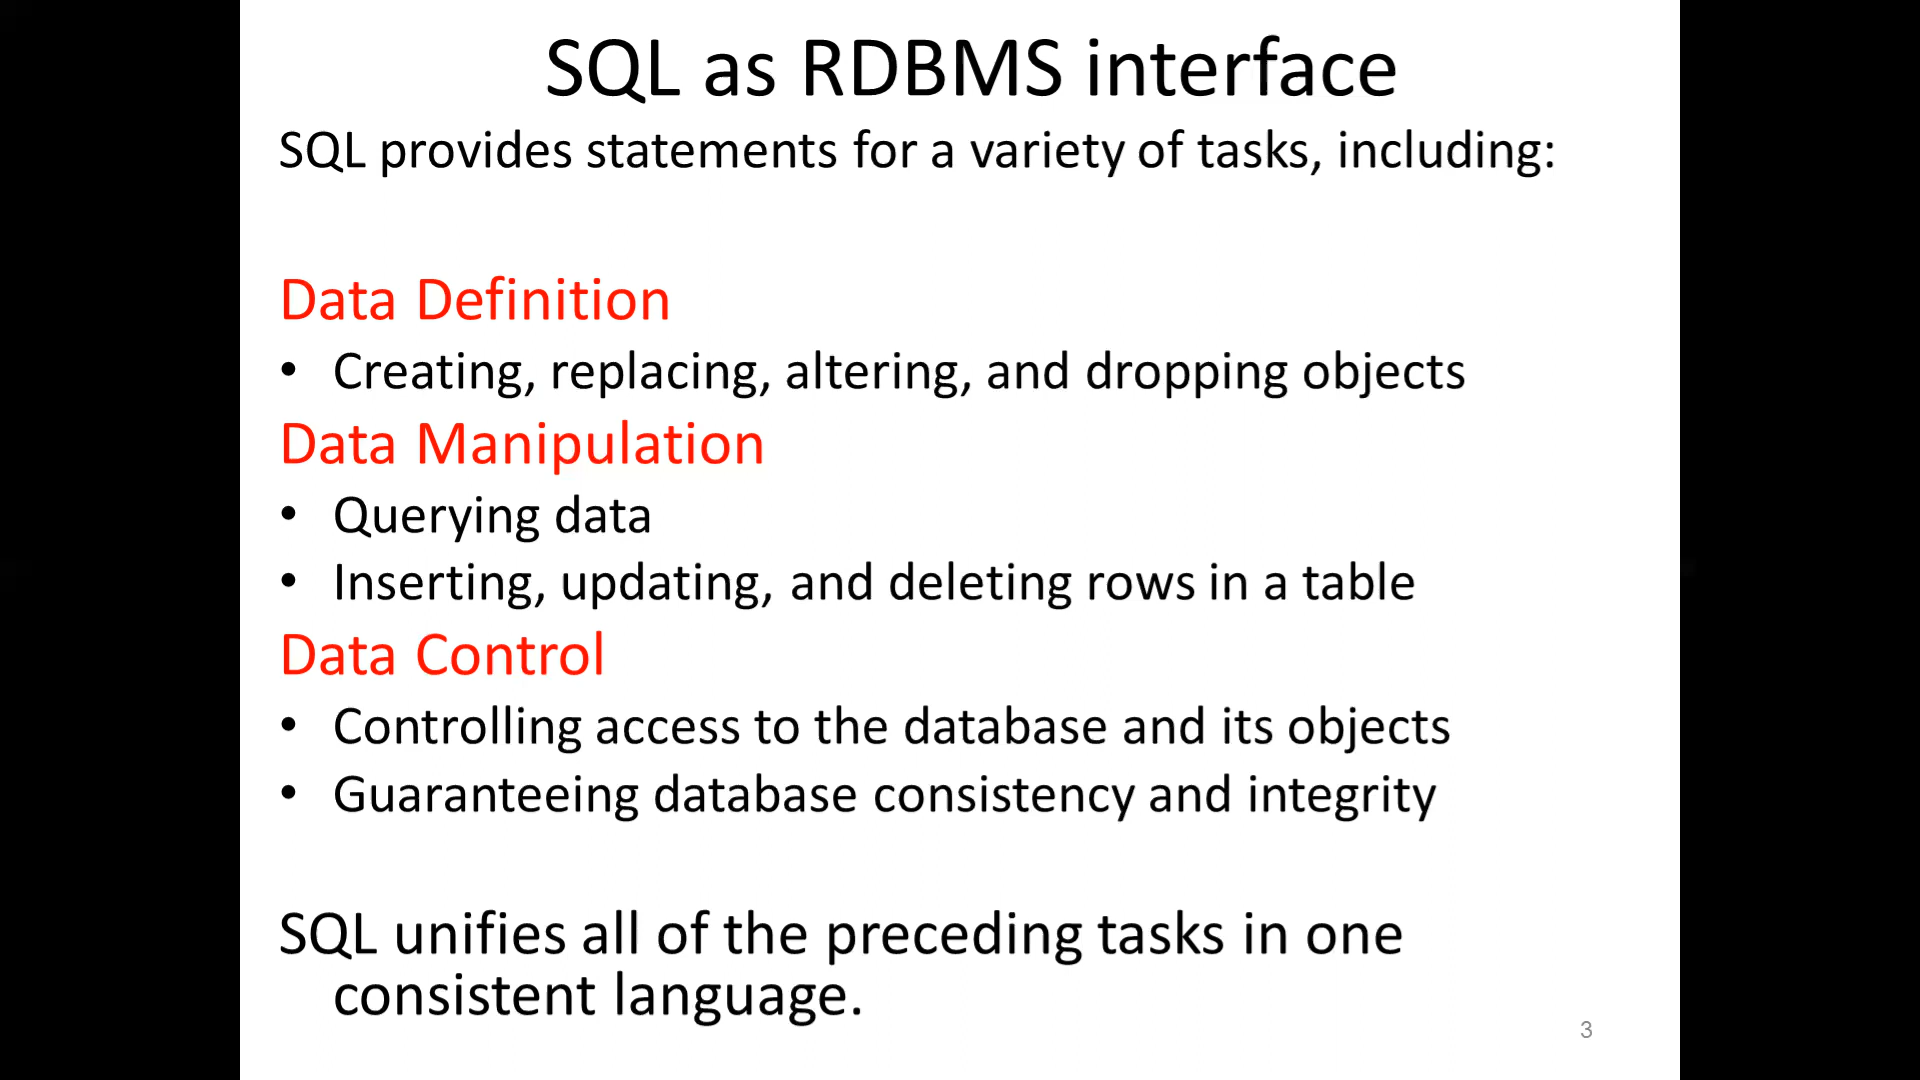 SQL as RDBMS interface
SQL provides statements for a variety of tasks, including:
Data Definition
• Creating, replacing, altering, and dropping objects
Data Manipulation
• Querying data
• Inserting, updating, and deleting rows in a table
Data Control
• Controlling access to the database and its objects
• Guaranteeing database consistency and integrity
SQL unifies all of the preceding tasks in one
consistent language.
3